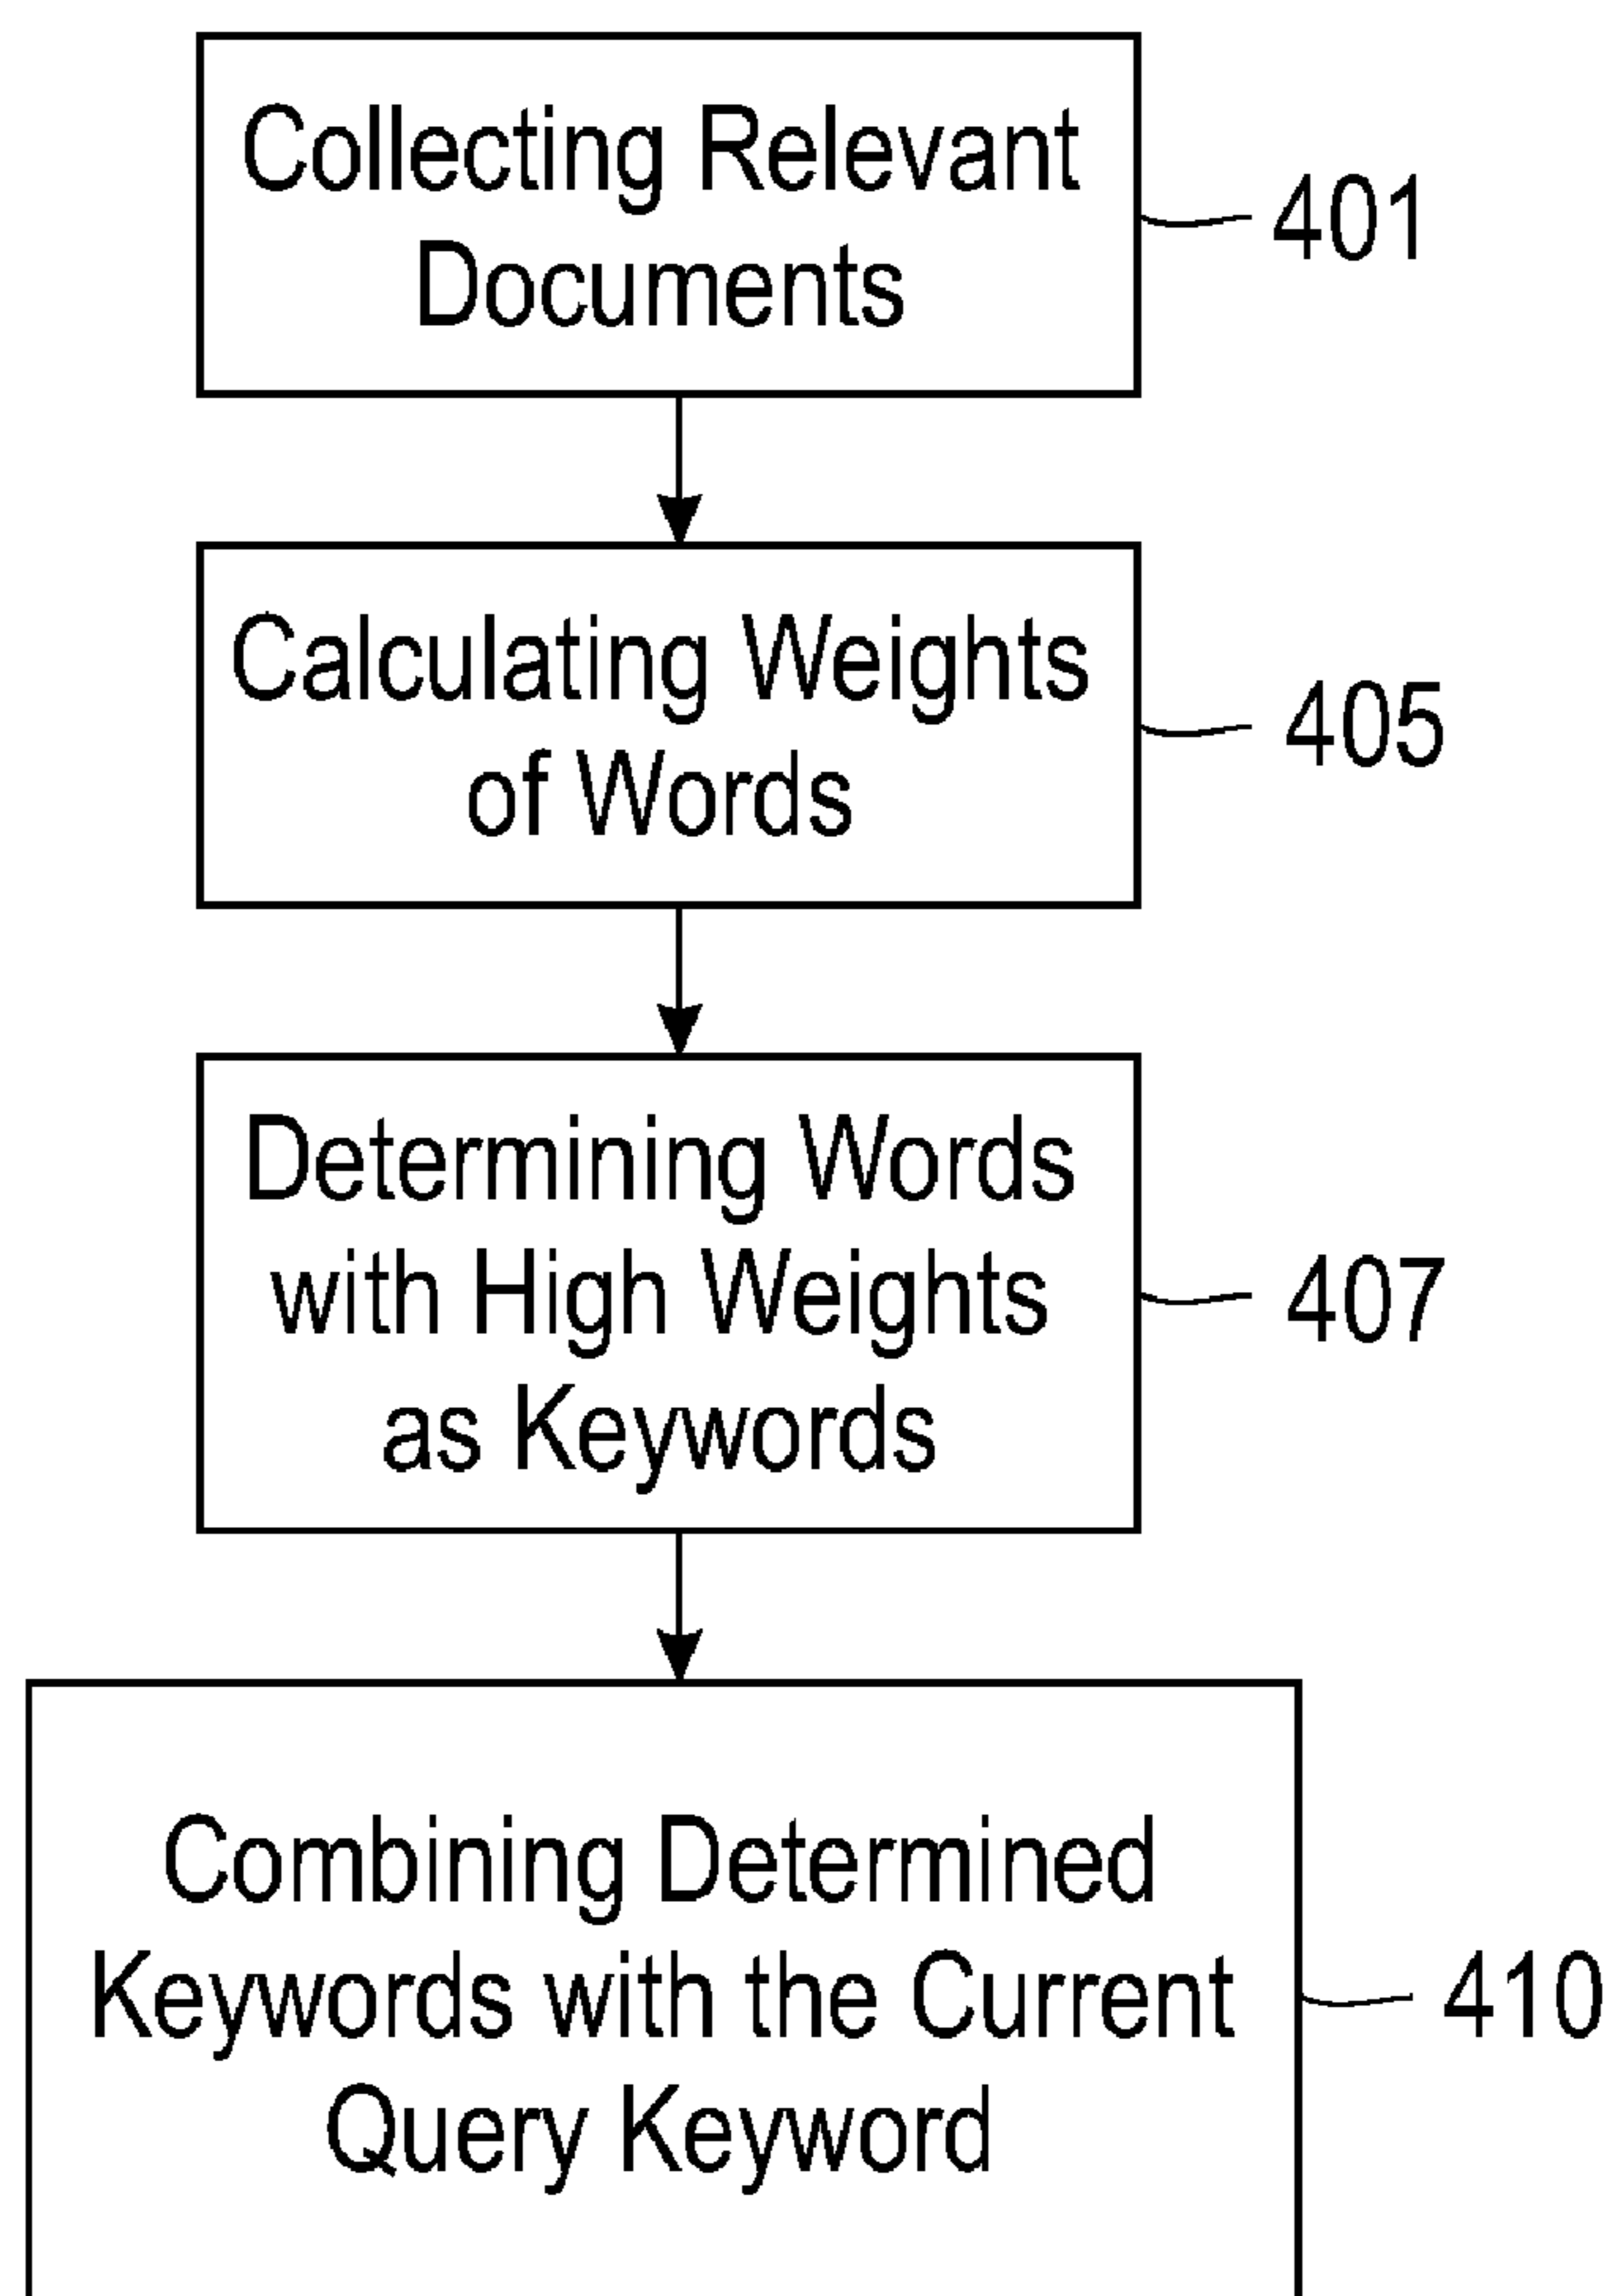 Collecting Relevant
Documents
401
Calculating Weights
of Words
405
Determining Words
with High Weights
as Keywords
407
Combining Determined
Keywords with the Current
Query Keyword
410